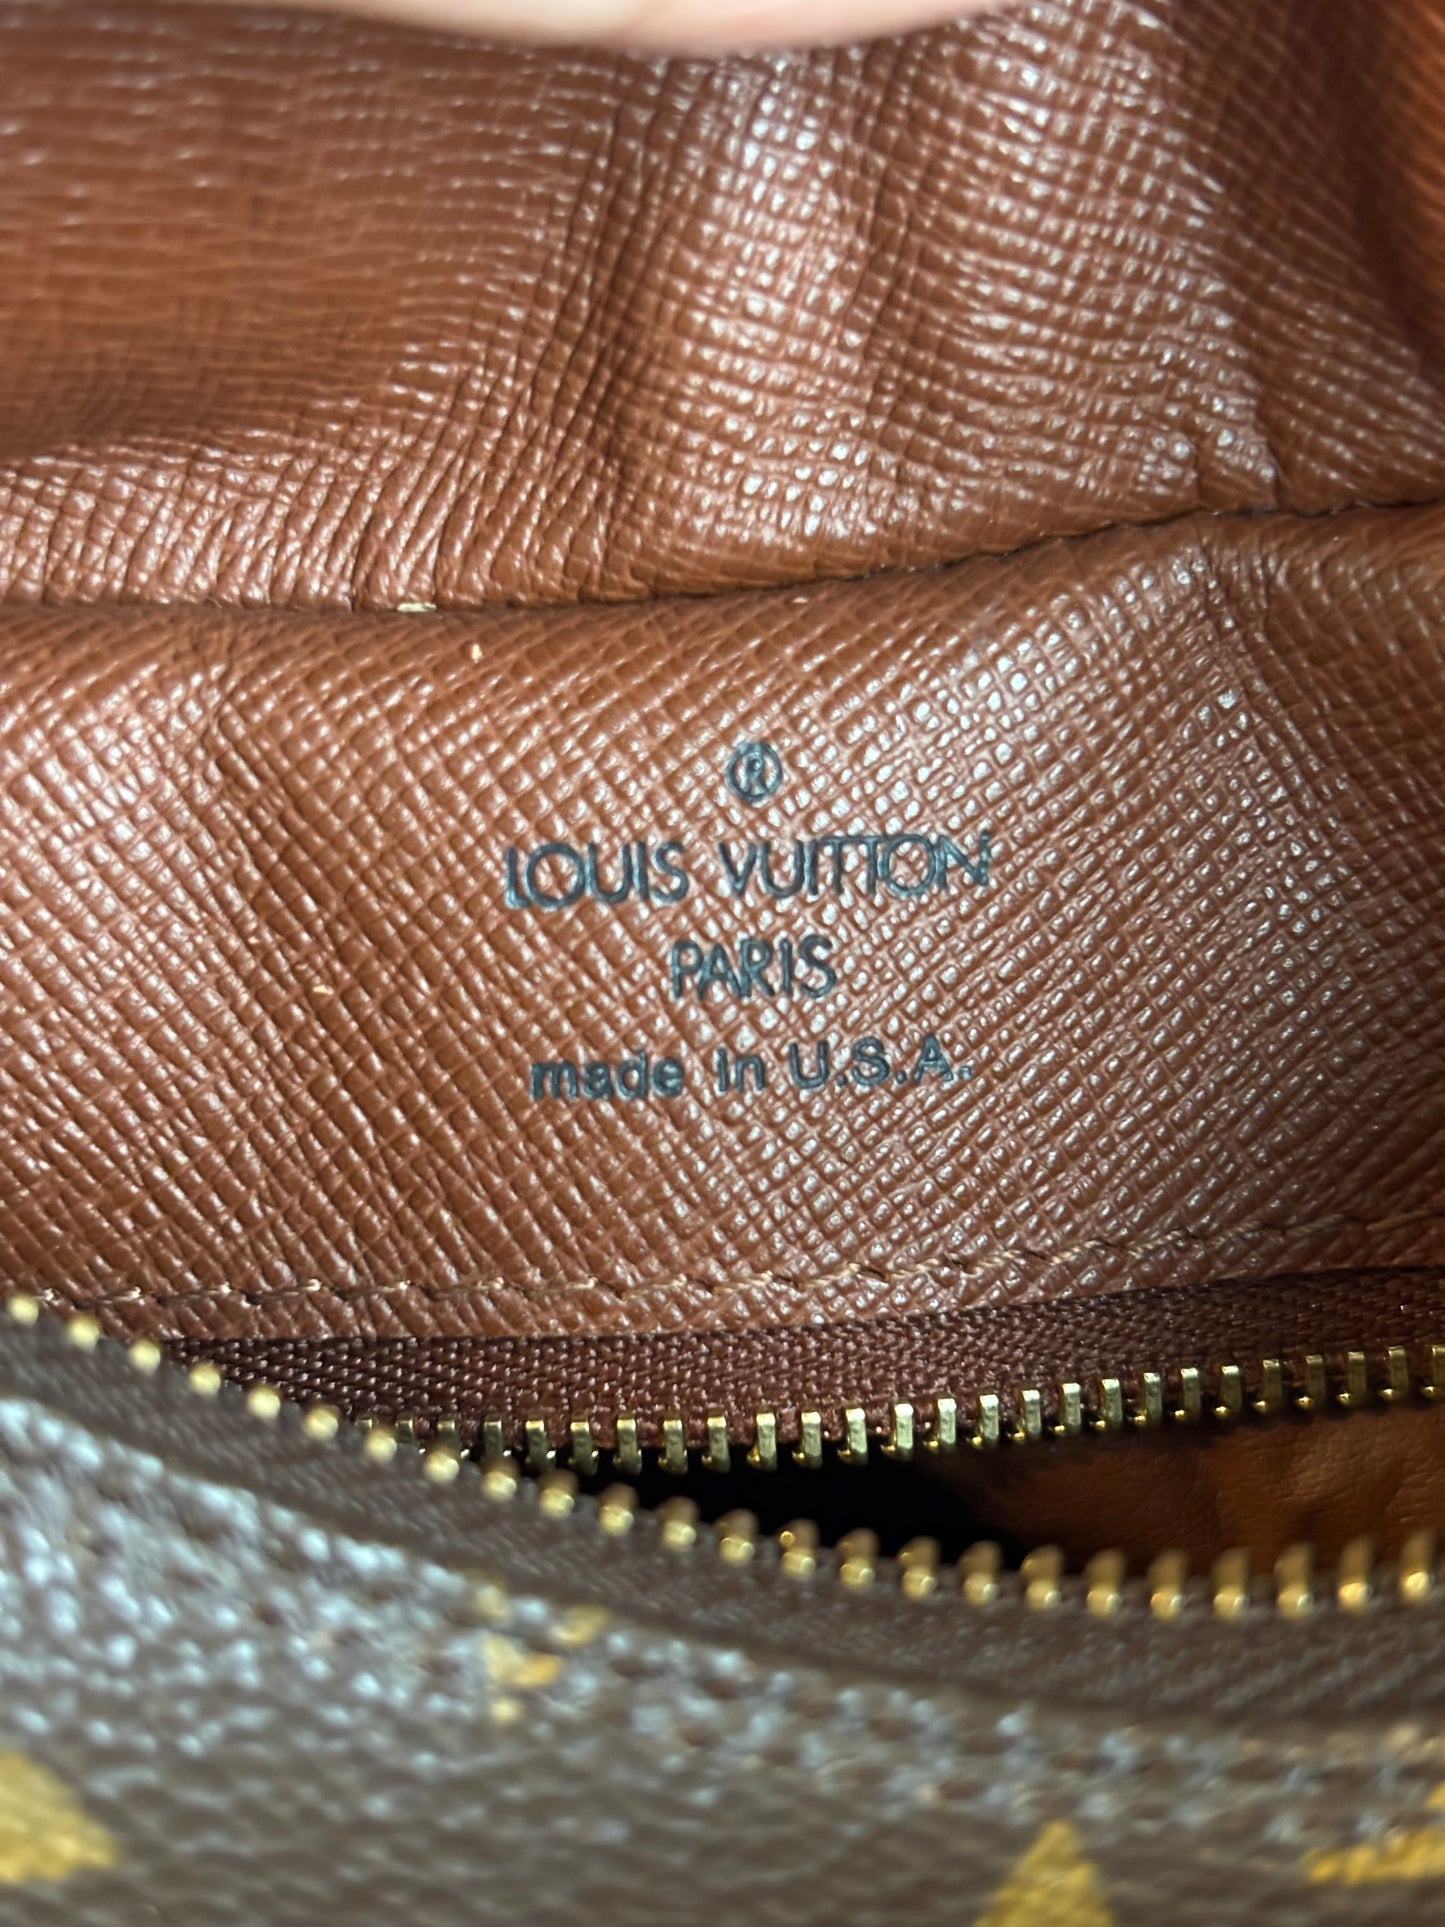 ®
LOUIS VUITTON
PARIS
made in U.S.A.